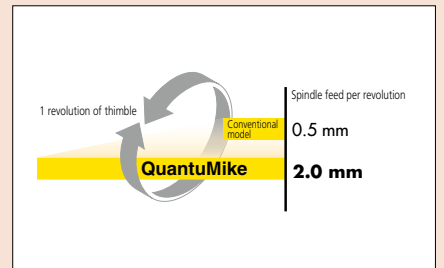 Spindle feed per revolution
1 revolution of thimble
Conventional
model
0.5 mm
QuantuMike
2.0 mm